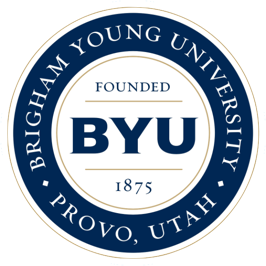 BRIGHAM YOUNG UNIVERSITY
FOUNDED
BYU
1875
PROVO, UTAH